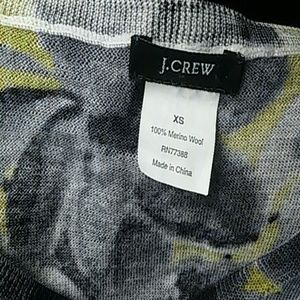 J.CREW
XS
100% Merino Wool
RN77388
Made in China